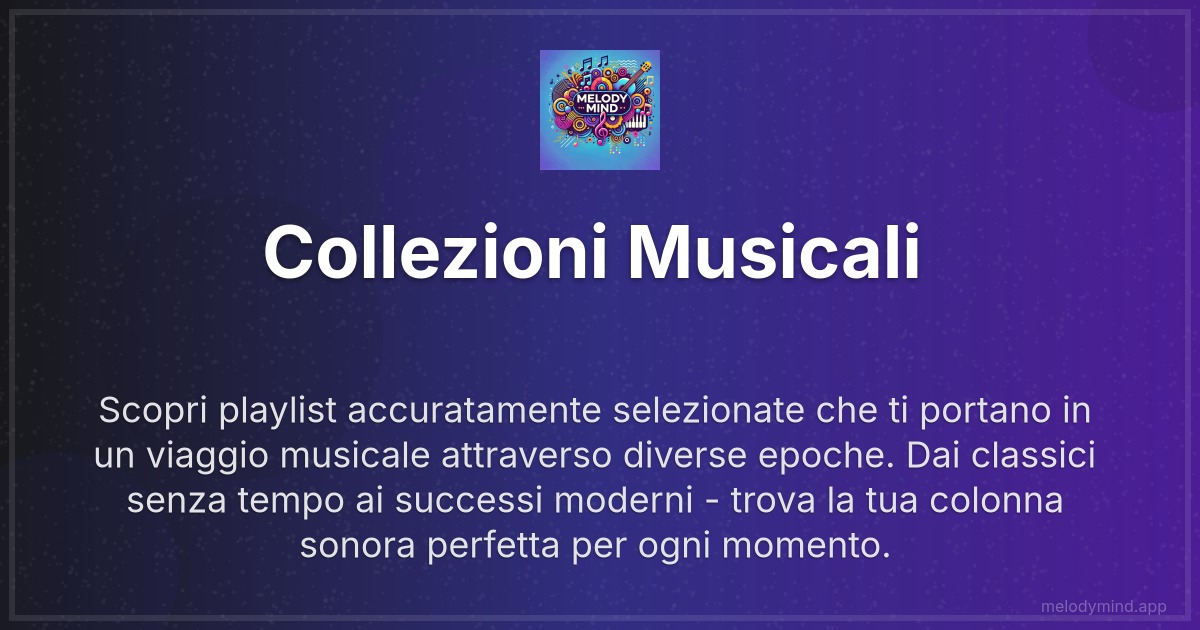 MELODY
MIND
Collezioni Musicali
Scopri playlist accuratamente selezionate che ti portano in
un viaggio musicale attraverso diverse epoche. Dai classici
senza tempo ai successi moderni - trova la tua colonna
sonora perfetta per ogni momento.
melodymind.app